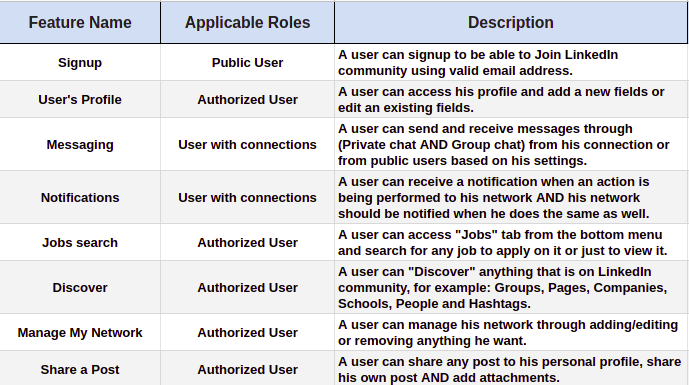 Feature Name Applicable Roles Description
Signup Public User A user can signup to be able to Join LinkedIn
community using valid email address.
User's Profile Authorized User A user can access his profile and add a new fields or
edit an existing fields.
Messaging User with connections A user can send and receive messages through
(Private chat AND Group chat) from his connection or
from public users based on his settings.
Notifications User with connections A user can receive a notification when an action is
being performed to his network AND his network
should be notified when he does the same as well.
Jobs search Authorized User A user can access "Jobs" tab from the bottom menu
and search for any job to apply on it or just to view it.
Discover Authorized User A user can "Discover" anything that is on LinkedIn
community, for example: Groups, Pages, Companies,
Schools, People and Hashtags.
Manage My Network Authorized User A user can manage his network through adding/editing
or removing anything he want.
Share a Post Authorized User A user can share any post to his personal profile, share
his own post AND add attachments.